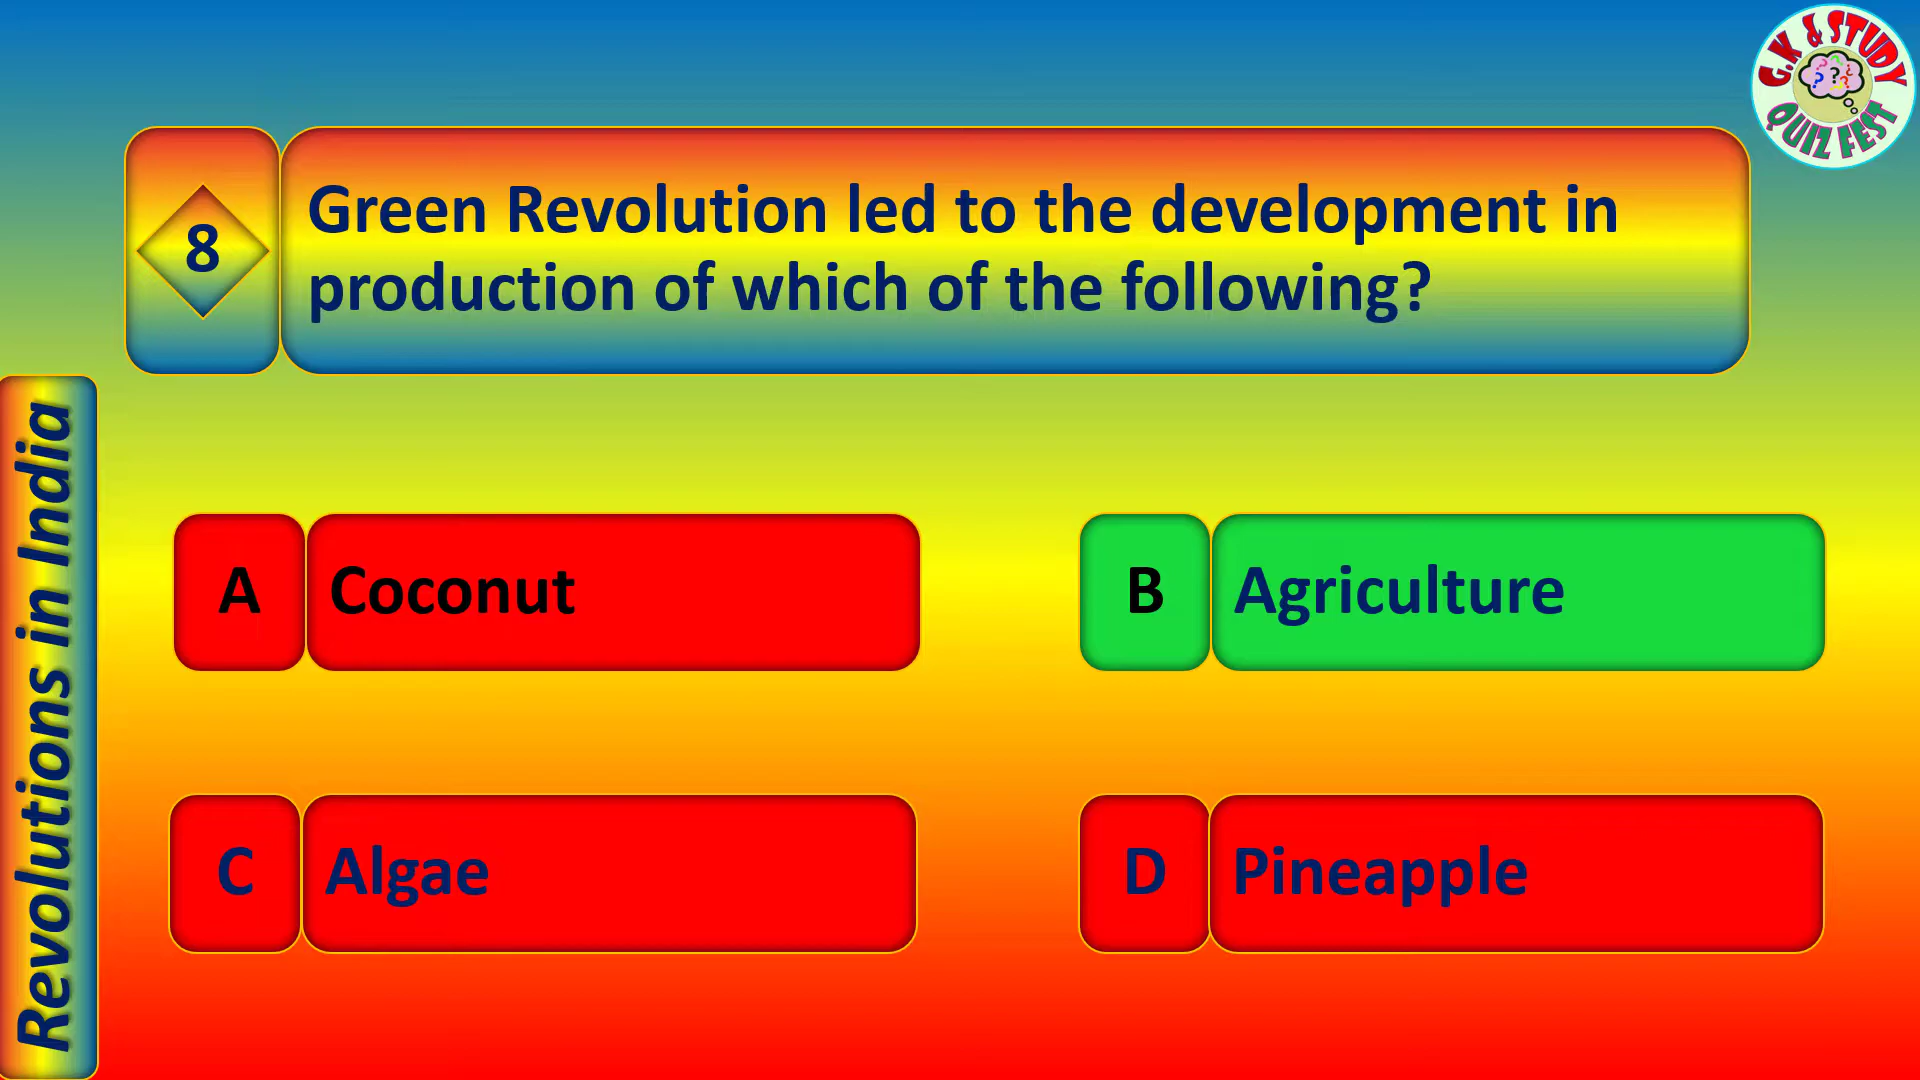 G.K & STUDY
QUIZ FEST
8
Green Revolution led to the development in
production of which of the following?
Revolutions in India
A Coconut
B Agriculture
C Algae
D Pineapple